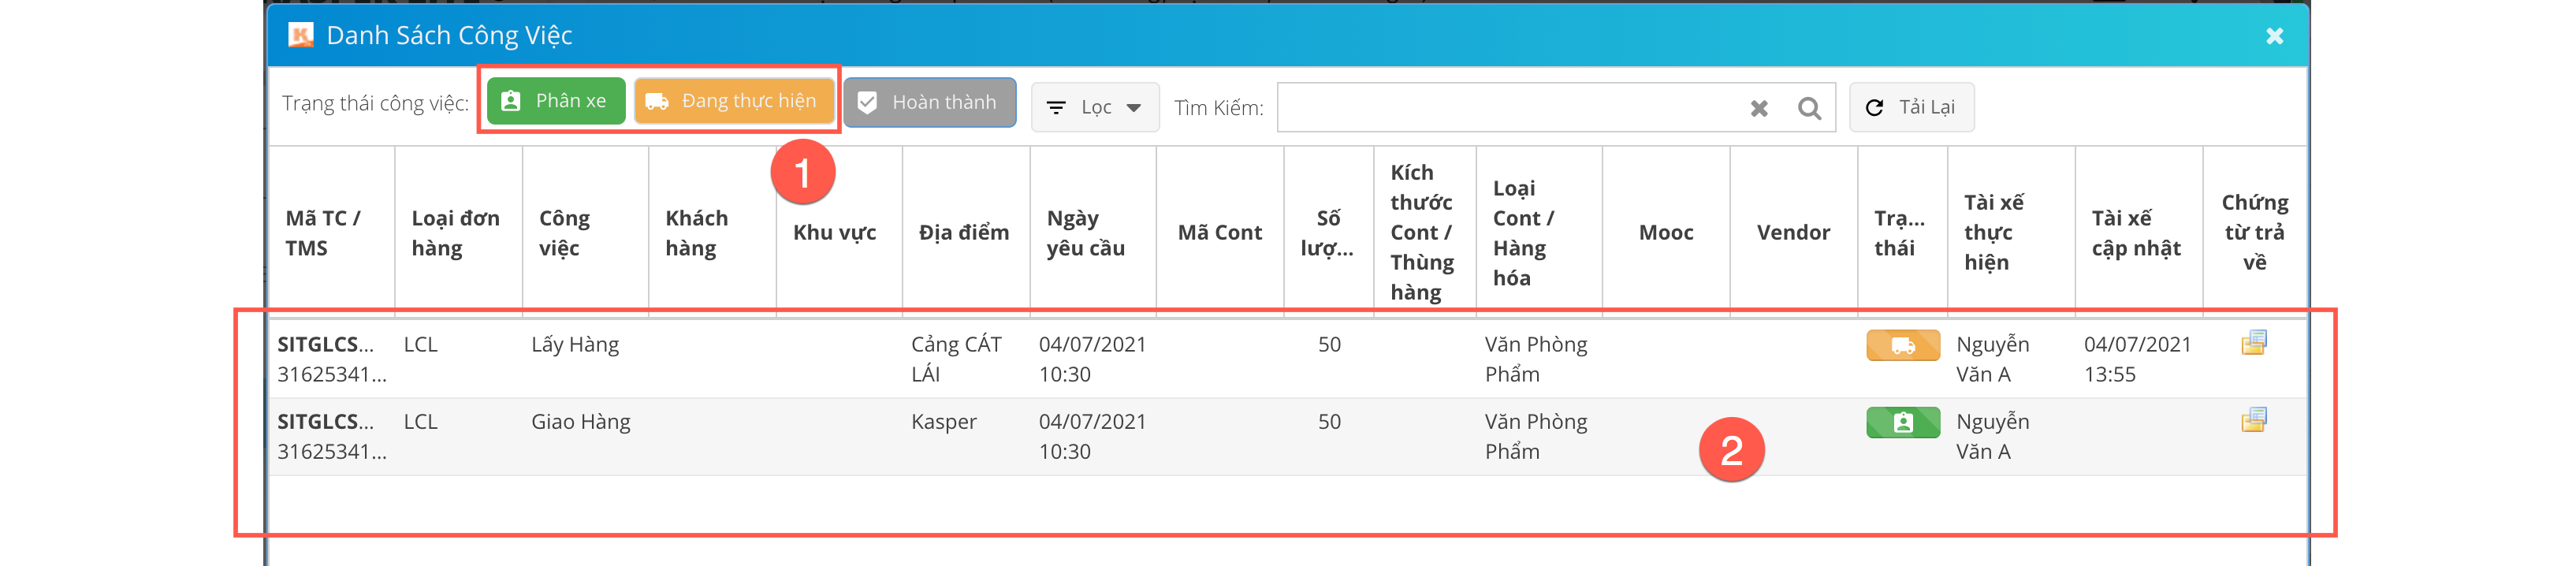 Danh Sách Công Việc
Trạng thái công việc: Phân xe Đang thực hiện Hoàn thành Lọc Tìm Kiếm: Tải Lại
1
Mã TC / TMS
Loại đơn hàng
Công việc
Khách hàng
Khu vực
Địa điểm
Ngày yêu cầu
Mã Cont
Số lượ...
Kích thước Cont / Thùng hàng
Loại Cont / Hàng hóa
Mooc
Vendor
Trạ... thái
Tài xế thực hiện
Tài xế cập nhật
Chứng từ trả về
SITGLCS... LCL Lấy Hàng Cảng CÁT 04/07/2021 50 Văn Phòng Nguyễn 04/07/2021
31625341... LÁI 10:30 Phẩm Văn A 13:55
SITGLCS... LCL Giao Hàng Kasper 04/07/2021 50 Văn Phòng Nguyễn
31625341... 10:30 Phẩm Văn A
2